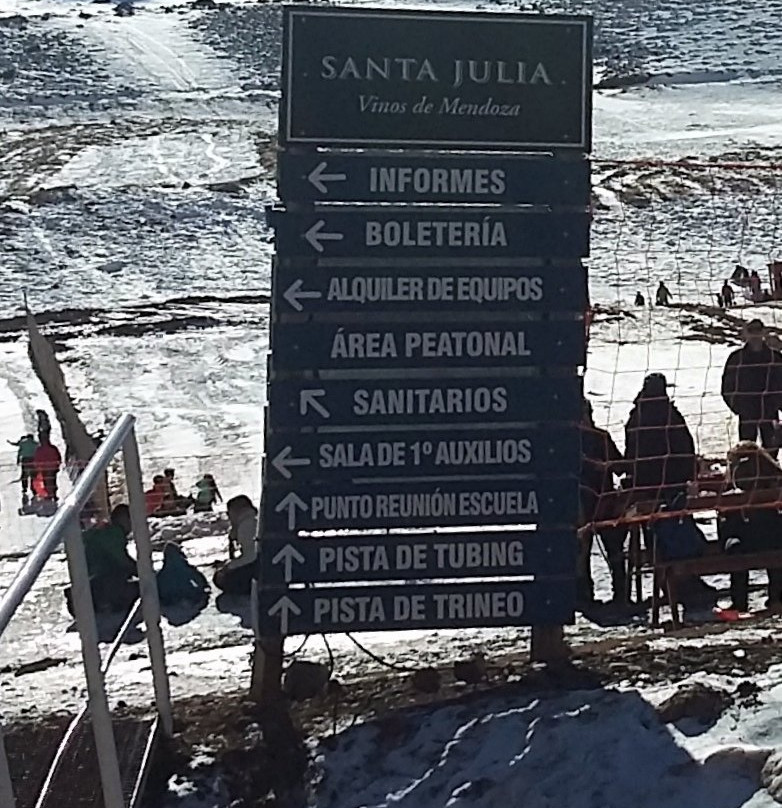 SANTA JULIA
Vinos de Mendoza
← INFORMES
← BOLETERÍA
← ALQUILER DE EQUIPOS
ÁREA PEATONAL
↖ SANITARIOS
← SALA DE 1º AUXILIOS
↑ PUNTO REUNIÓN ESCUELA
↑ PISTA DE TUBING
↑ PISTA DE TRINEO